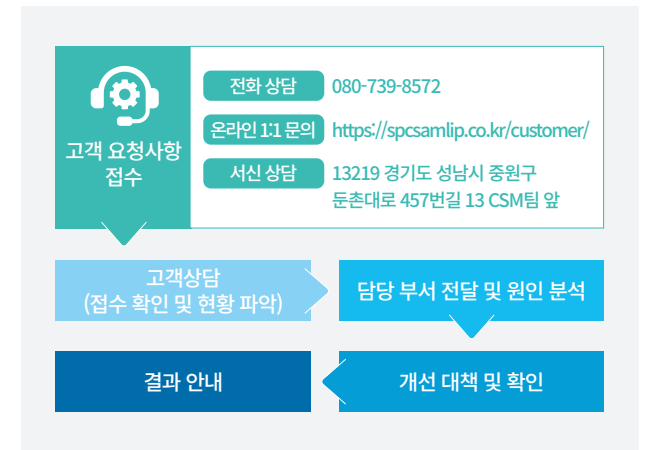 고객 요청사항
접수
전화 상담 080-739-8572
온라인 1:1 문의 https://spcsamlip.co.kr/customer/
서신 상담 13219 경기도 성남시 중원구
둔촌대로 457번길 13 CSM팀 앞
고객상담
(접수 확인 및 현황 파악)
담당 부서 전달 및 원인 분석
개선 대책 및 확인
결과 안내